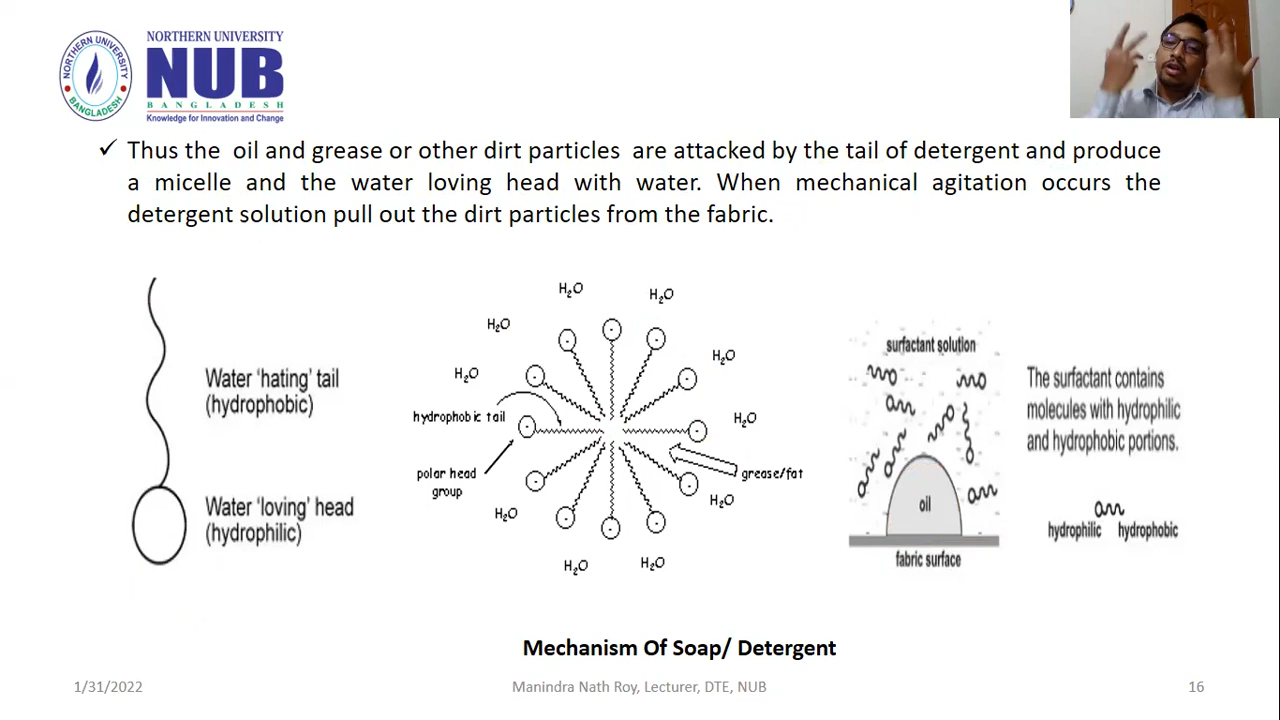 NORTHERN UNIVERSITY
BANGLADESH
NORTHERN UNIVERSITY
NUB
BANGLADESH
Knowledge for Innovation and Change
✓ Thus the oil and grease or other dirt particles are attacked by the tail of detergent and produce
a micelle and the water loving head with water. When mechanical agitation occurs the
detergent solution pull out the dirt particles from the fabric.
Water 'hating' tail
(hydrophobic)
Water 'loving' head
(hydrophilic)
H₂O
H₂O
H₂O
H₂O
H₂O
H₂O
hydrophobic tail
polar head
group
grease/fat
H₂O
H₂O
H₂O
H₂O
surfactant solution
oil
fabric surface
The surfactant contains
molecules with hydrophilic
and hydrophobic portions.
hydrophilic hydrophobic
Mechanism Of Soap/ Detergent
1/31/2022
Manindra Nath Roy, Lecturer, DTE, NUB
16